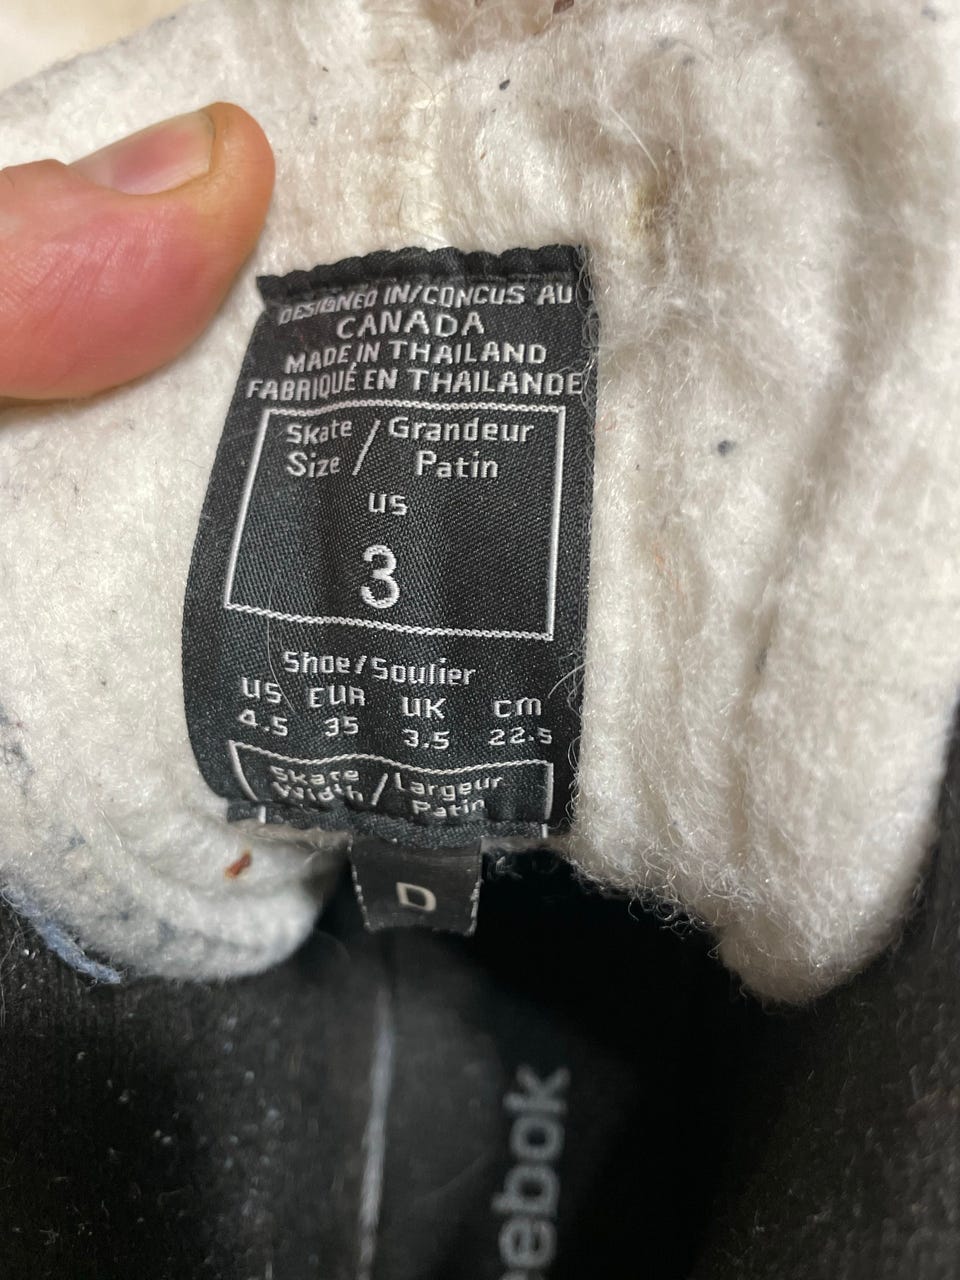 DESIGNED IN/CONCUS AU
CANADA
MADE IN THAILAND
FABRIQUÉ EN THAILANDE
Skate / Grandeur
Size / Patin
US
3
Shoe/Soulier
US EUR UK CM
4.5 35 3.5 22.5
Skate / Largeur
Width / Patin
D
eebok